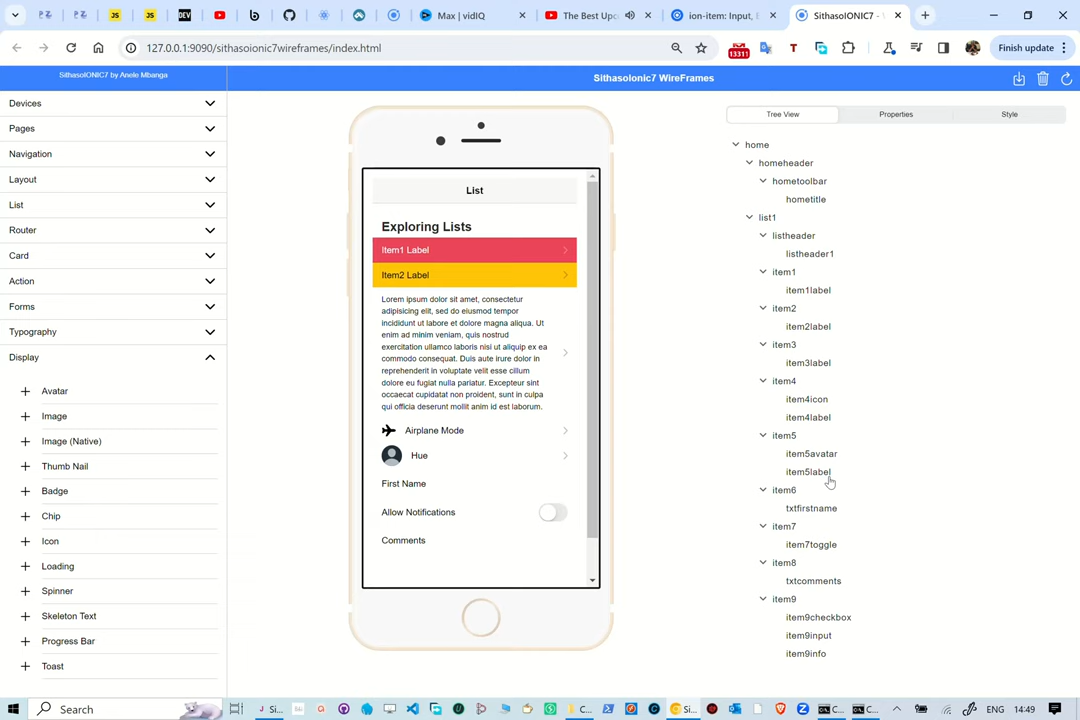 DEV
JS
JS
Max | vidIQ
The Best Upc
ion-item: Input, E
SithasoIONIC7 -
127.0.0.1:9090/sithasoionic7wireframes/index.html
13311
T
Finish update
SithasoIONIC7 by Anele Mbanga
SithasoIonic7 WireFrames
Devices
Pages
Navigation
Layout
List
Router
Card
Action
Forms
Typography
Display
Avatar
Image
Image (Native)
Thumb Nail
Badge
Chip
Icon
Loading
Spinner
Skeleton Text
Progress Bar
Toast
List
Exploring Lists
Item1 Label
Item2 Label
Lorem ipsum dolor sit amet, consectetur
adipisicing elit, sed do eiusmod tempor
incididunt ut labore et dolore magna aliqua. Ut
enim ad minim veniam, quis nostrud
exercitation ullamco laboris nisi ut aliquip ex ea
commodo consequat. Duis aute irure dolor in
reprehenderit in voluptate velit esse cillum
dolore eu fugiat nulla pariatur. Excepteur sint
occaecat cupidatat non proident, sunt in culpa
qui officia deserunt mollit anim id est laborum.
Airplane Mode
Hue
First Name
Allow Notifications
Comments
Tree View
Properties
Style
home
homeheader
hometoolbar
hometitle
list1
listheader
listheader1
item1
item1label
item2
item2label
item3
item3label
item4
item4icon
item4label
item5
item5avatar
item5label
item6
txtfirstname
item7
item7toggle
item8
txtcomments
item9
item9checkbox
item9input
item9info
Search
ENG
14:49